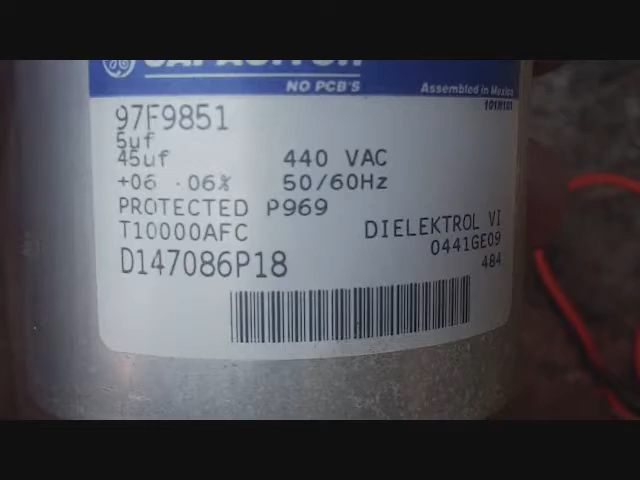 CAPACITOR
NO PCB'S
Assembled in Mexico
101H101
97F9851
5uf
45uf 440 VAC
+06 -06% 50/60Hz
PROTECTED P969
T10000AFC DIELEKTROL VI
0441GE09
D147086P18 484